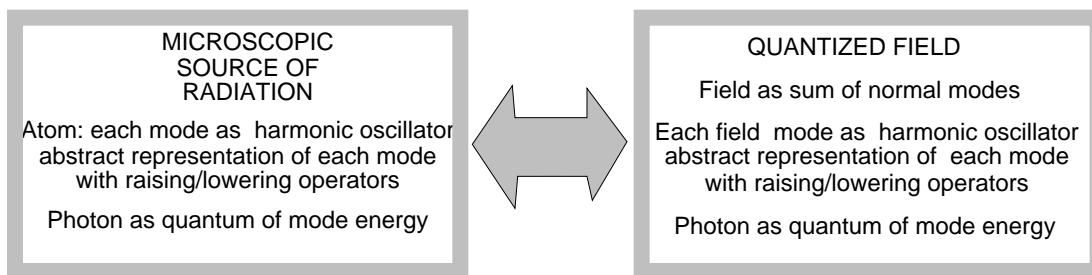 MICROSCOPIC
SOURCE OF
RADIATION
Atom: each mode as harmonic oscillator
abstract representation of each mode
with raising/lowering operators
Photon as quantum of mode energy
QUANTIZED FIELD
Field as sum of normal modes
Each field mode as harmonic oscillator
abstract representation of each mode
with raising/lowering operators
Photon as quantum of mode energy